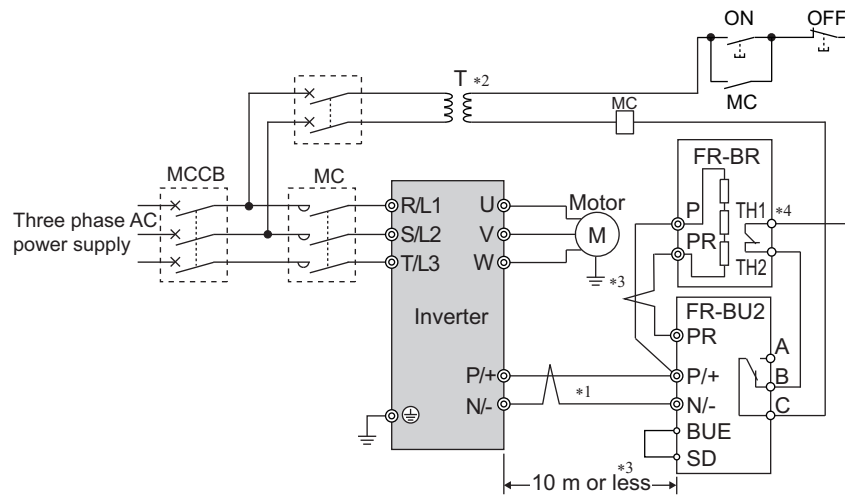 ON OFF
T *2
MC
MC
FR-BR
MCCB MC
R/L1 U Motor P TH1 *4
Three phase AC
power supply
S/L2 V M PR
T/L3 W *3 TH2
FR-BU2
Inverter
PR A
P/+ P/+ B
*1
N/- N/- C
BUE
SD
*3
10 m or less